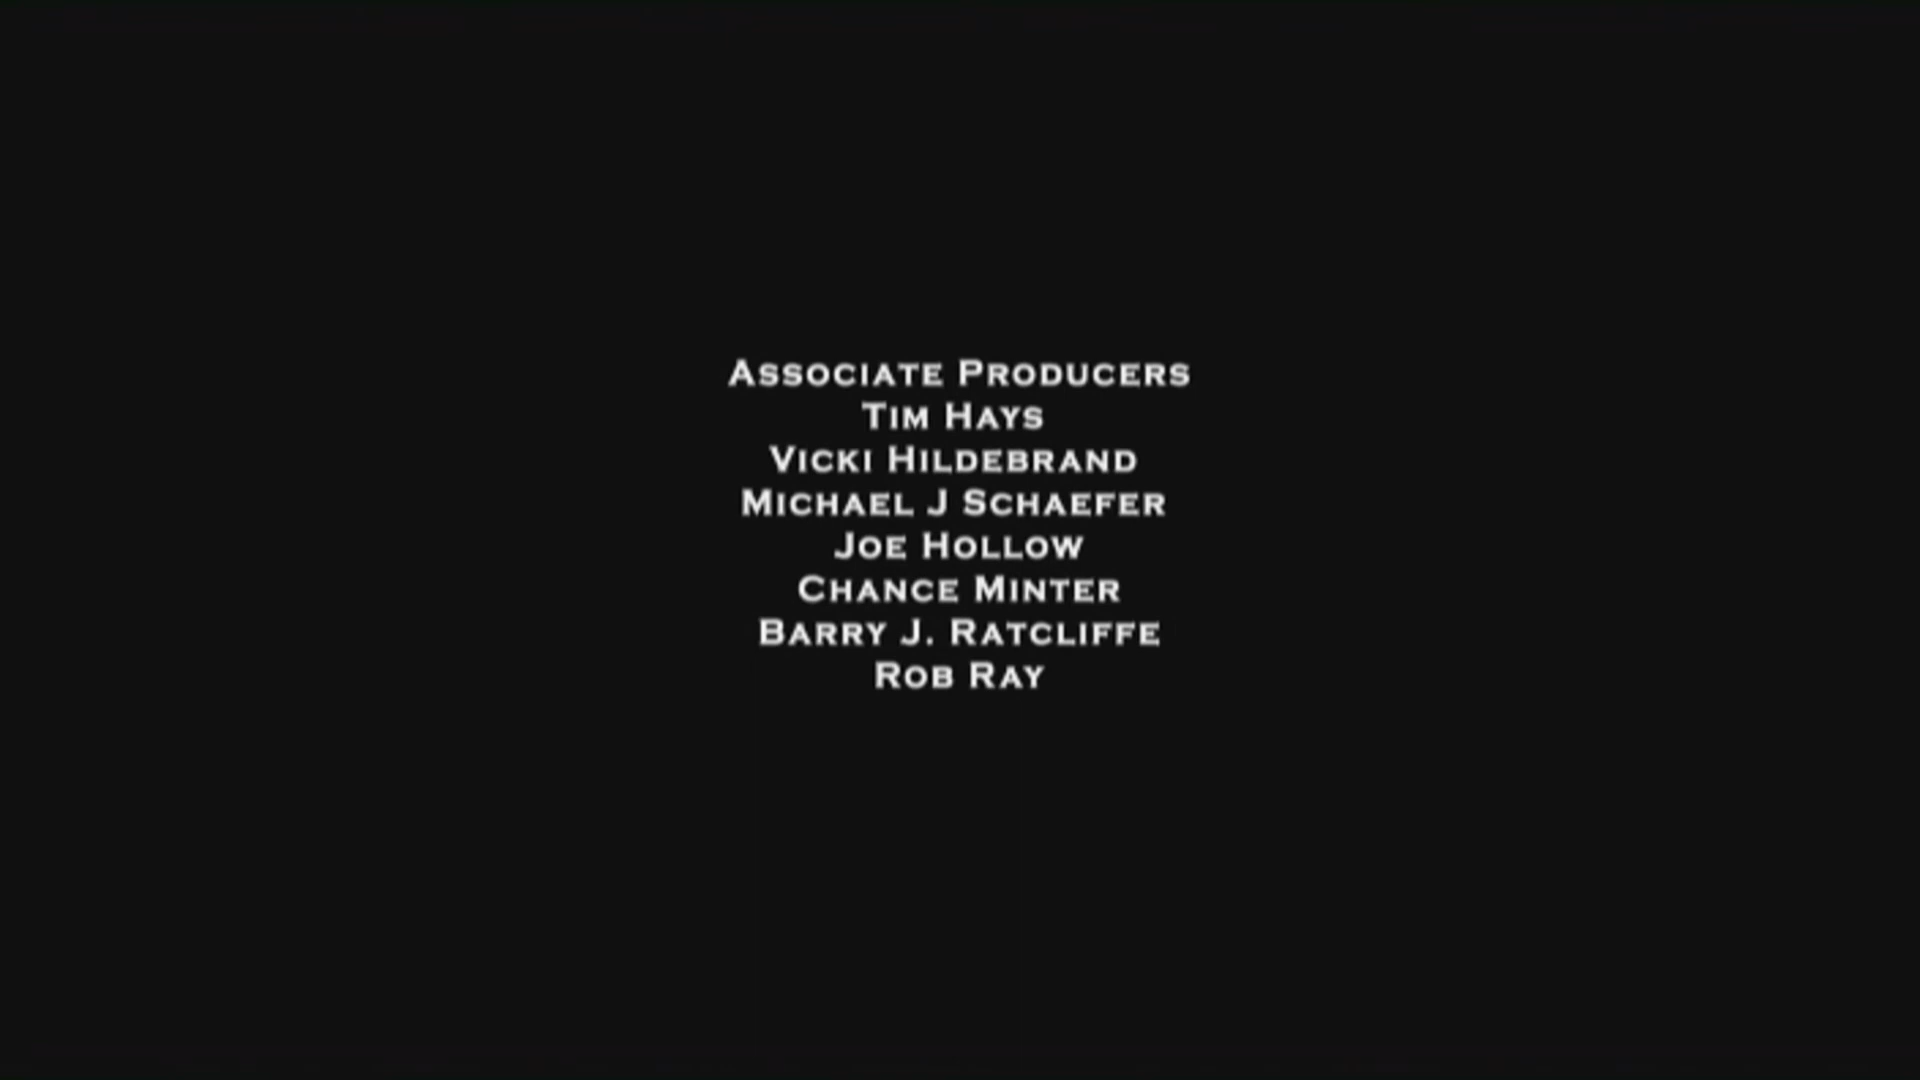 Associate Producers
Tim Hays
Vicki Hildebrand
Michael J Schaefer
Joe Hollow
Chance Minter
Barry J. Ratcliffe
Rob Ray